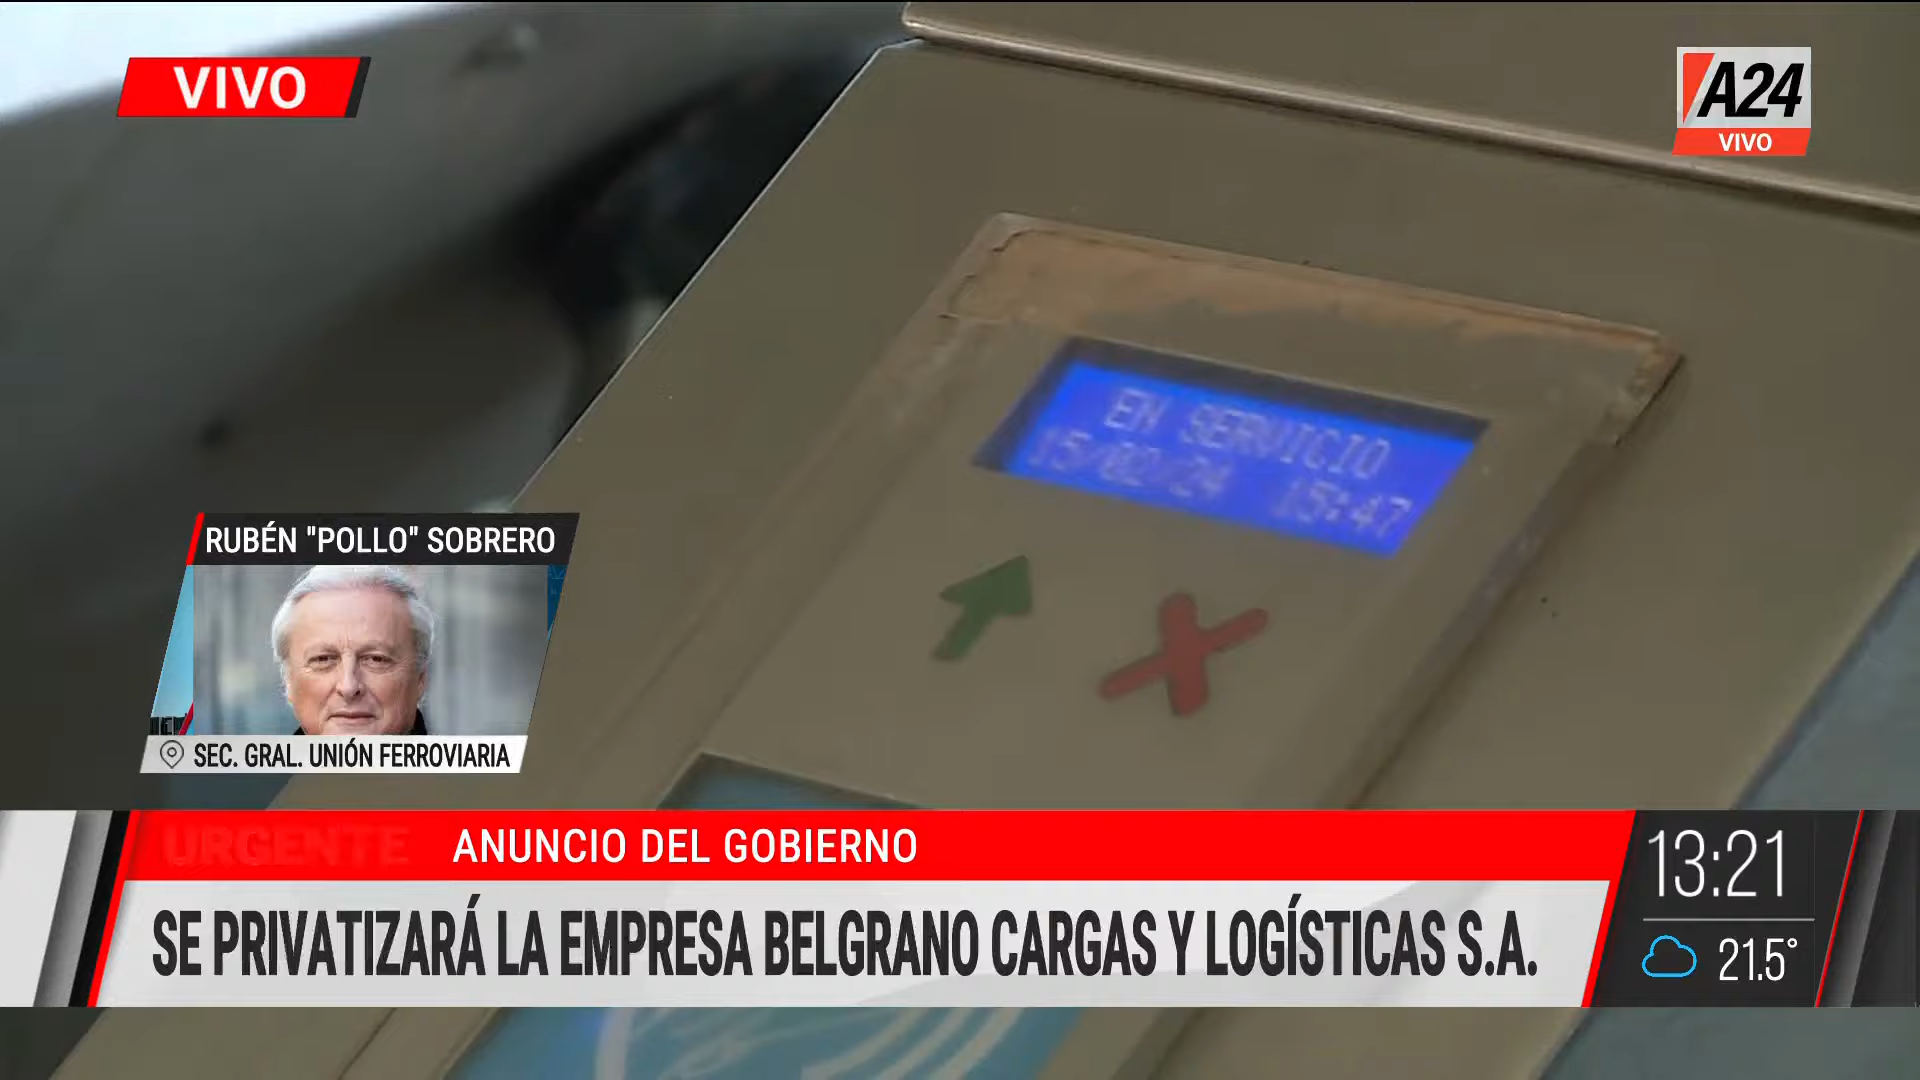 VIVO
A24
VIVO
EN SERVICIO
15/02/24 15:47
RUBÉN "POLLO" SOBRERO
SEC. GRAL. UNIÓN FERROVIARIA
URGENTE ANUNCIO DEL GOBIERNO
13:21
SE PRIVATIZARÁ LA EMPRESA BELGRANO CARGAS Y LOGÍSTICAS S.A.
21.5°